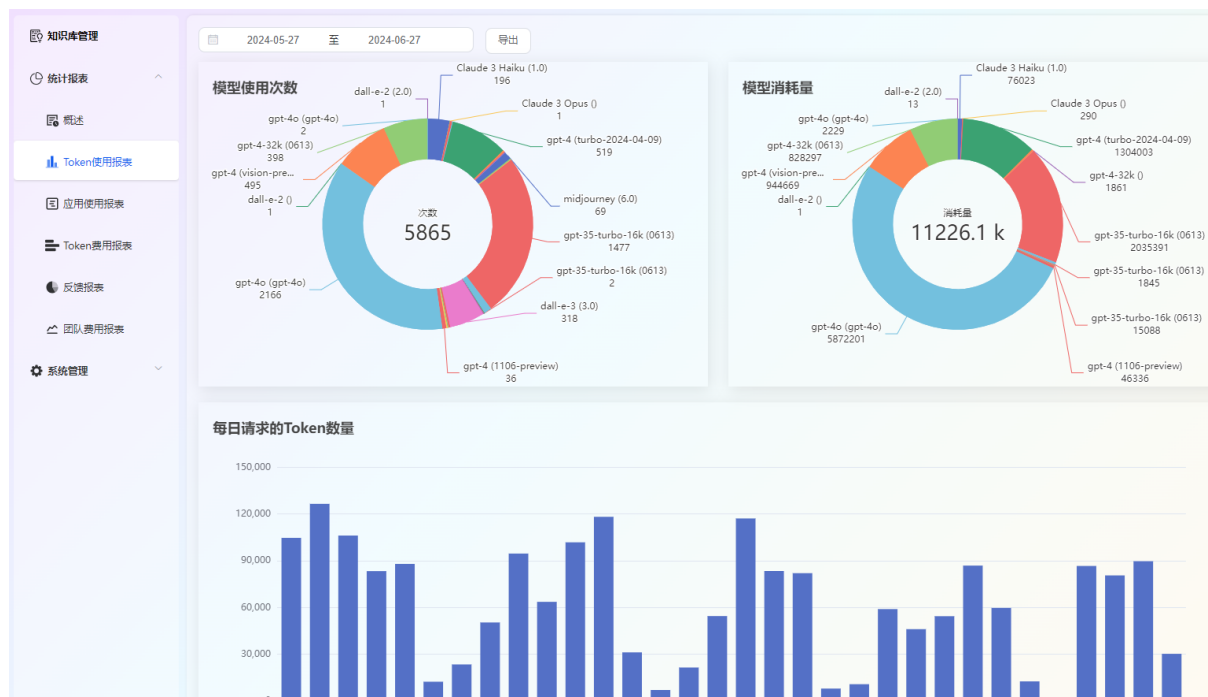 知识库管理
统计报表
概述
Token使用报表
应用使用报表
Token费用报表
反馈报表
团队费用报表
系统管理
2024-05-27 至 2024-06-27
导出
模型使用次数
Claude 3 Haiku (1.0)
196
dall-e-2 (2.0)
1
Claude 3 Opus ()
1
gpt-4o (gpt-4o)
2
gpt-4 (turbo-2024-04-09)
519
gpt-4-32k (0613)
398
gpt-4 (vision-pre...
495
dall-e-2 ()
1
midjourney (6.0)
69
次数
5865
gpt-35-turbo-16k (0613)
1477
gpt-35-turbo-16k (0613)
2
gpt-4o (gpt-4o)
2166
dall-e-3 (3.0)
318
gpt-4 (1106-preview)
36
模型消耗量
Claude 3 Haiku (1.0)
76023
dall-e-2 (2.0)
13
Claude 3 Opus ()
290
gpt-4o (gpt-4o)
2229
gpt-4 (turbo-2024-04-09)
1304003
gpt-4-32k (0613)
828297
gpt-4 (vision-pre...
944669
gpt-4-32k ()
1861
dall-e-2 ()
1
消耗量
11226.1 k
gpt-35-turbo-16k (0613)
2035391
gpt-35-turbo-16k (0613)
1845
gpt-35-turbo-16k (0613)
15088
gpt-4o (gpt-4o)
5872201
gpt-4 (1106-preview)
46336
每日请求的Token数量
150,000
120,000
90,000
60,000
30,000